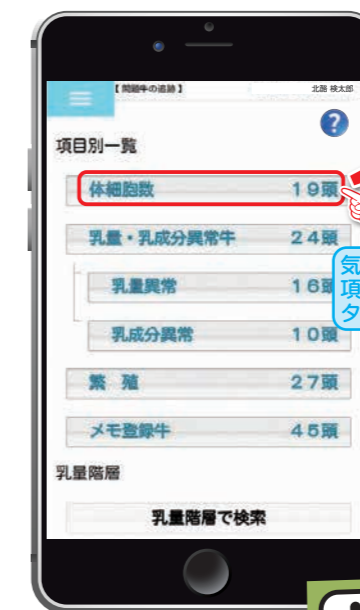 【 問題牛の追跡 】
北酪 検太郎
?
項目別一覧
体細胞数 19頭
乳量・乳成分異常牛 24頭
乳量異常 16頭
乳成分異常 10頭
繁 殖 27頭
メモ登録牛 45頭
気
項
タ
乳量階層
乳量階層で検索